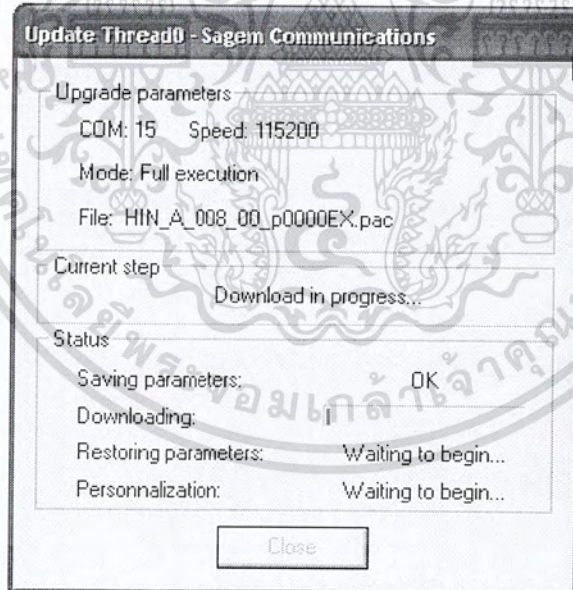 Update Thread0 - Sagem Communications
Upgrade parameters
COM: 15 Speed: 115200
Mode: Full execution
File: HIN_A_008_00_p0000EX.pac
Current step
Download in progress...
Status
Saving parameters: OK
Downloading:
Restoring parameters: Waiting to begin...
Personnalization: Waiting to begin...
Close